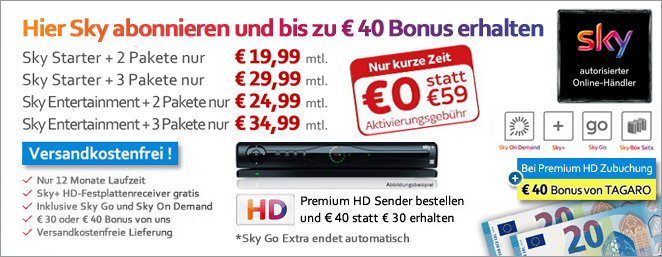 Hier Sky abonnieren und bis zu € 40 Bonus erhalten
Sky Starter + 2 Pakete nur € 19,99 mtl.
Sky Starter + 3 Pakete nur € 29,99 mtl.
Sky Entertainment + 2 Pakete nur € 24,99 mtl.
Sky Entertainment + 3 Pakete nur € 34,99 mtl.
Nur kurze Zeit
€0 statt €59
Aktivierungsgebühr
sky
autorisierter
Online-Händler
sky
+
go
Sky On Demand
Sky+
Sky Go
Sky Box Sets
Versandkostenfrei !
Nur 12 Monate Laufzeit
Sky+ HD-Festplattenreceiver gratis
Inklusive Sky Go und Sky On Demand
€ 30 oder € 40 Bonus von uns
Versandkostenfreie Lieferung
Abbildungsbeispiel
HD
Premium HD Sender bestellen
und € 40 statt € 30 erhalten
*Sky Go Extra endet automatisch
+
Bei Premium HD Zubuchung
€ 40 Bonus von TAGARO
20
20